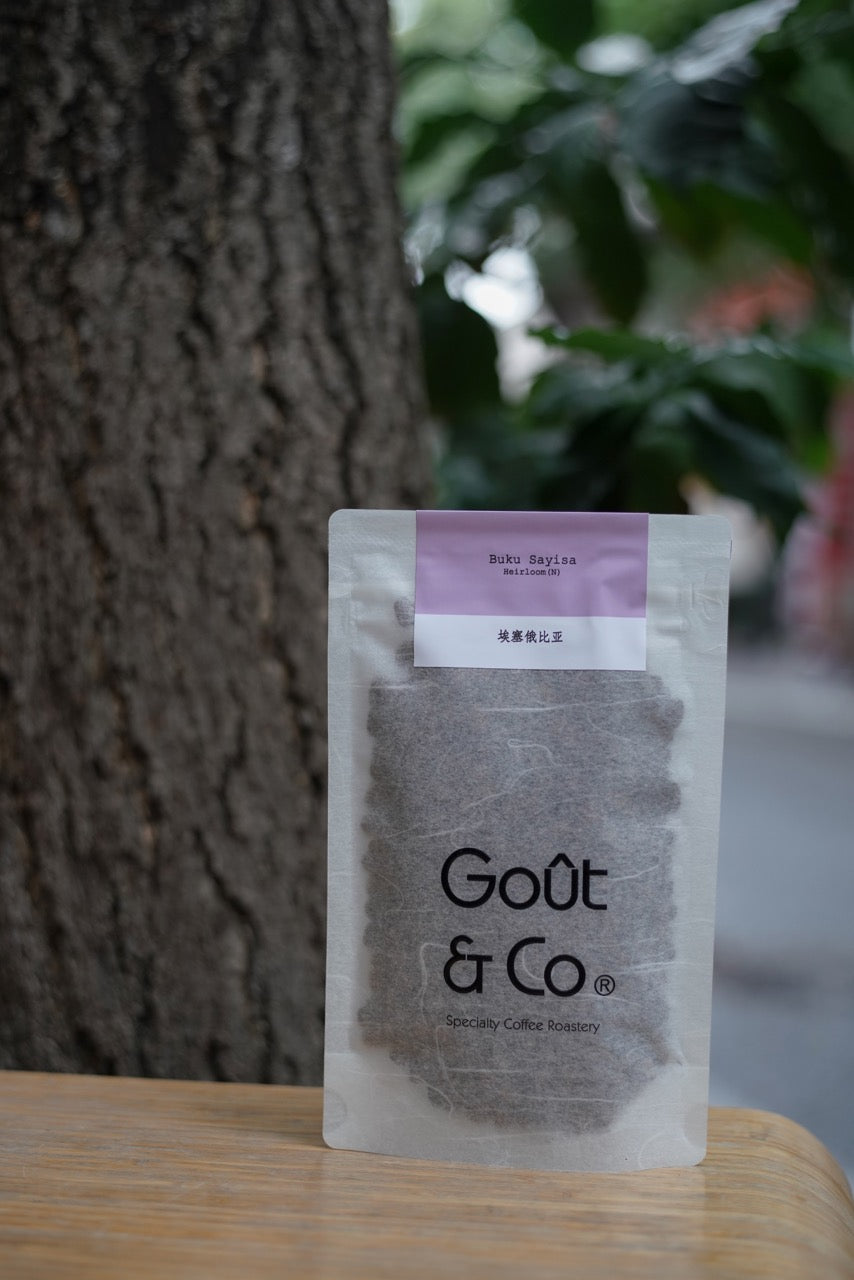 Buku Sayisa
Heirloom(N)
埃塞俄比亚
Goût
& Co ®
Specialty Coffee Roastery